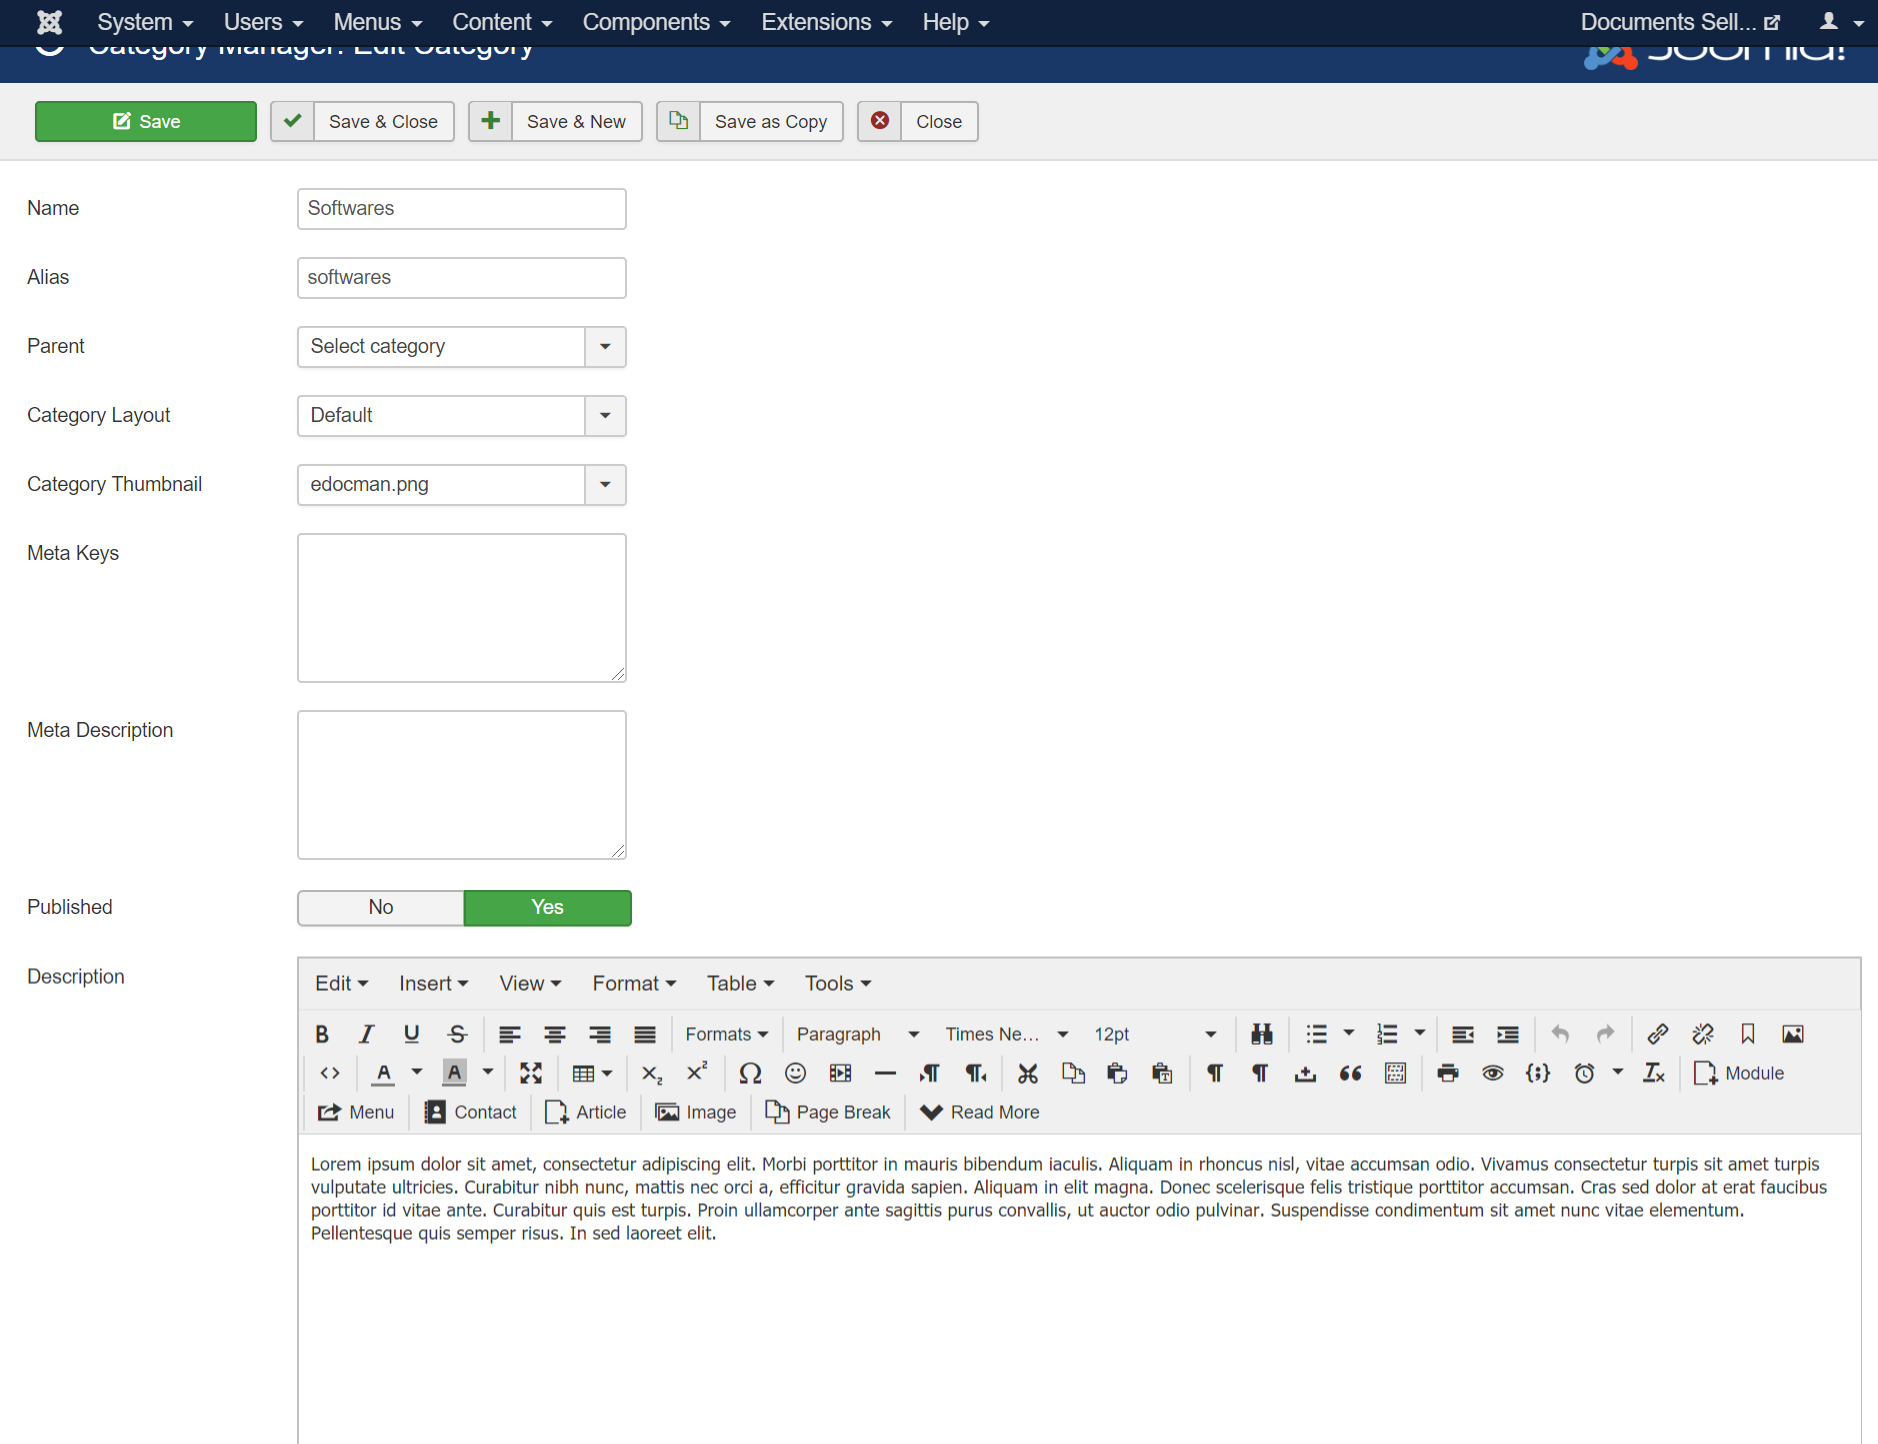 System Users Menus Content Components Extensions Help Documents Sell...
Category Manager: Edit Category Joomla!
Save Save & Close Save & New Save as Copy Close
Name Softwares
Alias softwares
Parent Select category
Category Layout Default
Category Thumbnail edocman.png
Meta Keys
Meta Description
Published No Yes
Description
Edit Insert View Format Table Tools
B I U S Formats Paragraph Times Ne... 12pt
Module
Menu Contact Article Image Page Break Read More
Lorem ipsum dolor sit amet, consectetur adipiscing elit. Morbi porttitor in mauris bibendum iaculis. Aliquam in rhoncus nisl, vitae accumsan odio. Vivamus consectetur turpis sit amet turpis
vulputate ultricies. Curabitur nibh nunc, mattis nec orci a, efficitur gravida sapien. Aliquam in elit magna. Donec scelerisque felis tristique porttitor accumsan. Cras sed dolor at erat faucibus
porttitor id vitae ante. Curabitur quis est turpis. Proin ullamcorper ante sagittis purus convallis, ut auctor odio pulvinar. Suspendisse condimentum sit amet nunc vitae elementum.
Pellentesque quis semper risus. In sed laoreet elit.